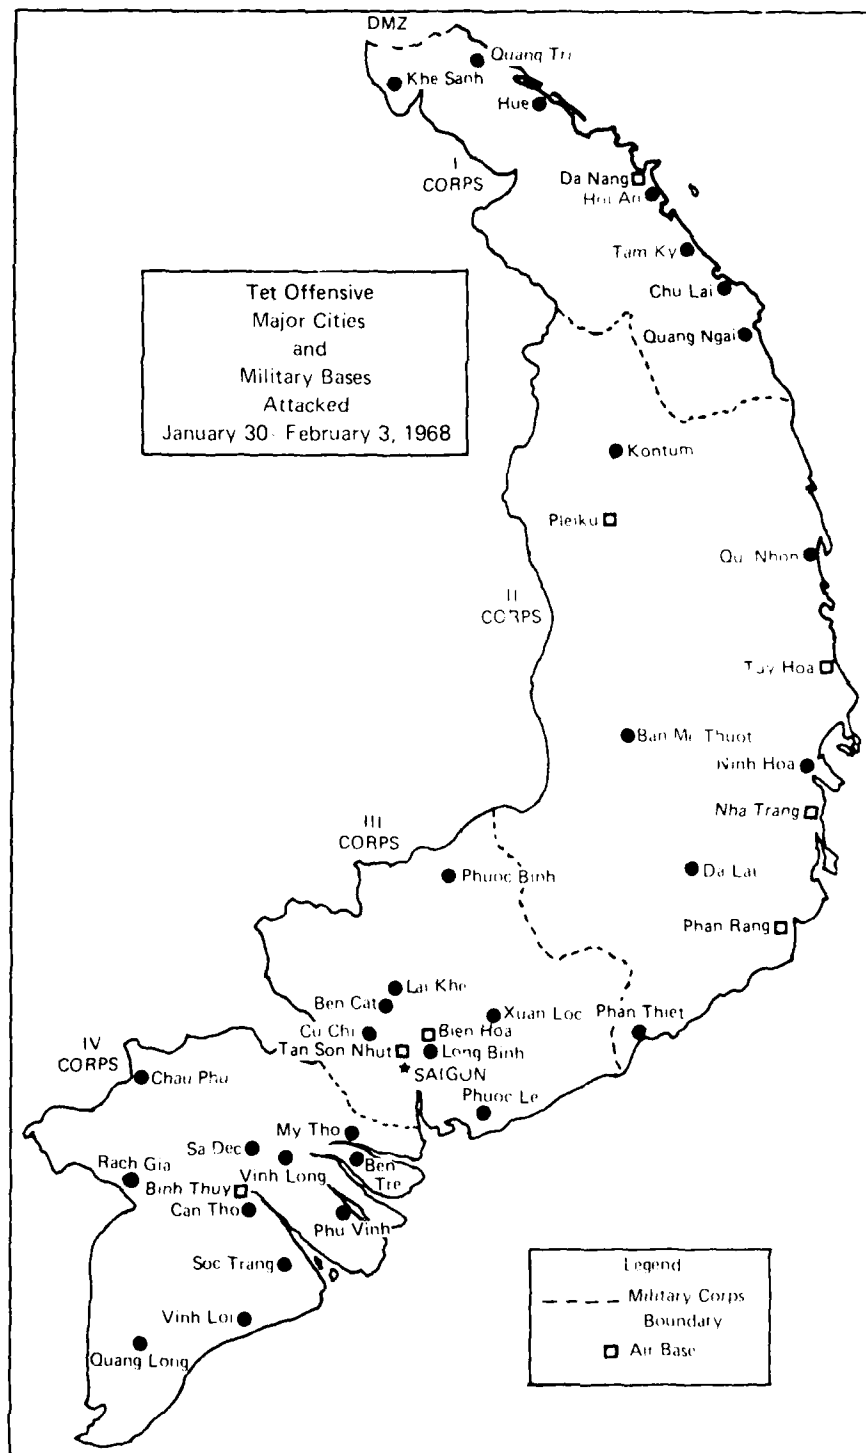 DMZ
Quang Tri
Khe Sanh
Hue
I
CORPS
Da Nang
Hoi An
Tam Ky
Chu Lai
Quang Ngai
Tet Offensive
Major Cities
and
Military Bases
Attacked
January 30 - February 3, 1968
Kontum
Pleiku
Qui Nhon
II
CORPS
Tuy Hoa
Ban Me Thuot
Ninh Hoa
Nha Trang
III
CORPS
Phuoc Binh
Da Lat
Phan Rang
Lai Khe
Ben Cat
Xuan Loc
Phan Thiet
Cu Chi
Bien Hoa
Tan Son Nhut
Long Binh
SAIGON
IV
CORPS
Chau Phu
Phuoc Le
My Tho
Sa Dec
Ben
Tre
Vinh Long
Rach Gia
Binh Thuy
Can Tho
Phu Vinh
Soc Trang
Vinh Loi
Quang Long
Legend
Military Corps
Boundary
Air Base